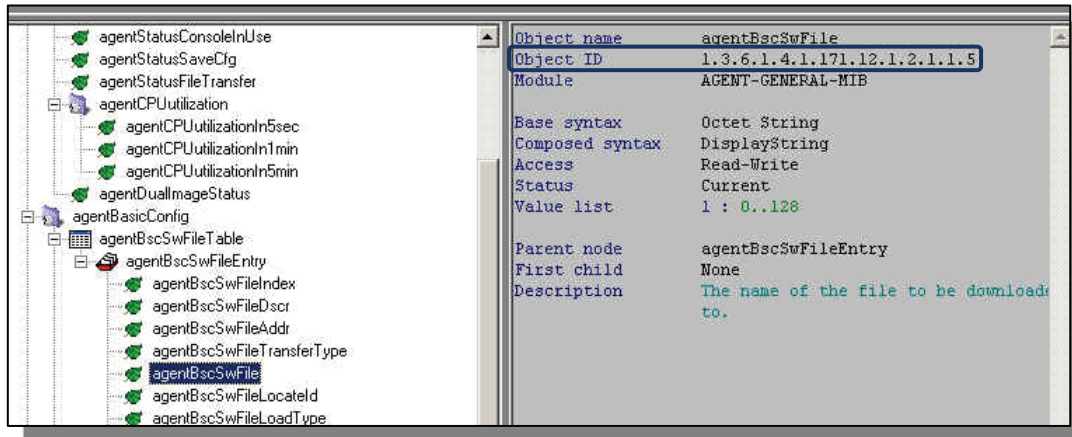 agentStatusConsoleInUse
agentStatusSaveCfg
agentStatusFileTransfer
agentCPUutilization
agentCPUutilizationIn5sec
agentCPUutilizationIn1min
agentCPUutilizationIn5min
agentDualImageStatus
agentBasicConfig
agentBscSwFileTable
agentBscSwFileEntry
agentBscSwFileIndex
agentBscSwFileDscr
agentBscSwFileAddr
agentBscSwFileTransferType
agentBscSwFile
agentBscSwFileLocateId
agentBscSwFileLoadType
Object name agentBscSwFile
Object ID 1.3.6.1.4.1.171.12.1.2.1.1.5
Module AGENT-GENERAL-MIB
Base syntax Octet String
Composed syntax DisplayString
Access Read-Write
Status Current
Value list 1 : 0..128
Parent node agentBscSwFileEntry
First child None
Description The name of the file to be downloade
to.